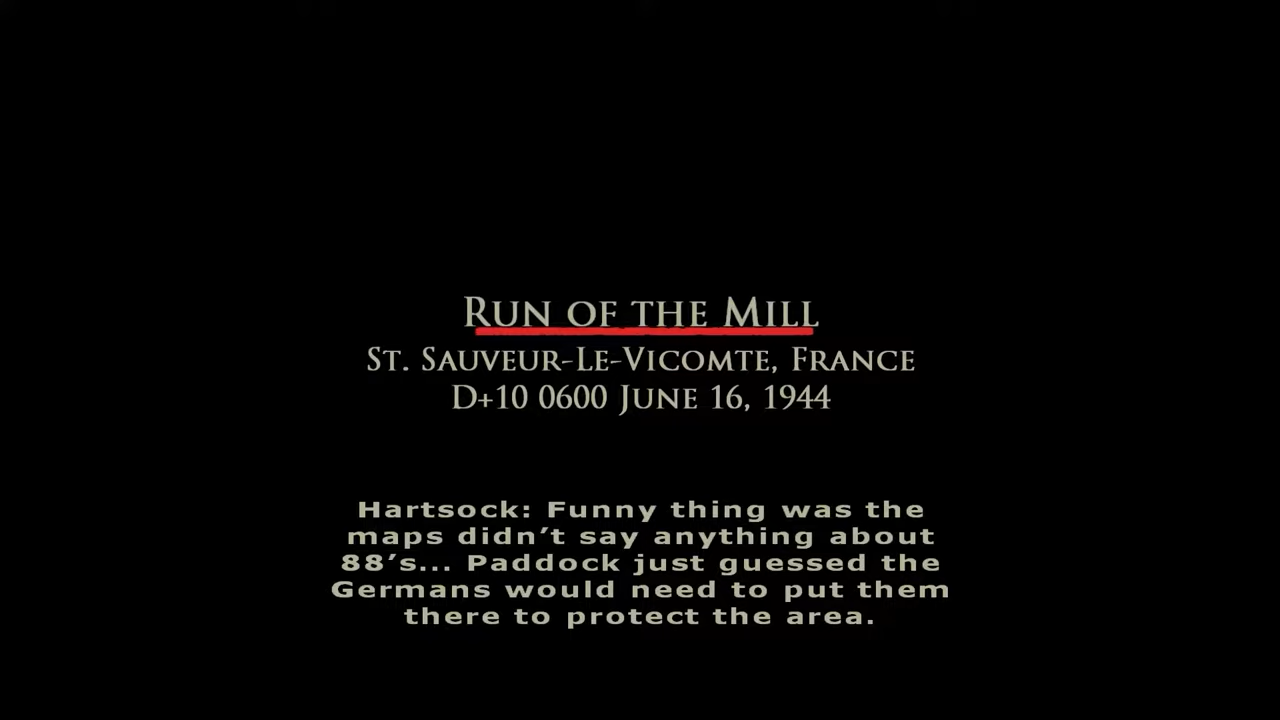 Run of the Mill
St. Sauveur-Le-Vicomte, France
D+10 0600 June 16, 1944
Hartsock: Funny thing was the
maps didn’t say anything about
88’s... Paddock just guessed the
Germans would need to put them
there to protect the area.